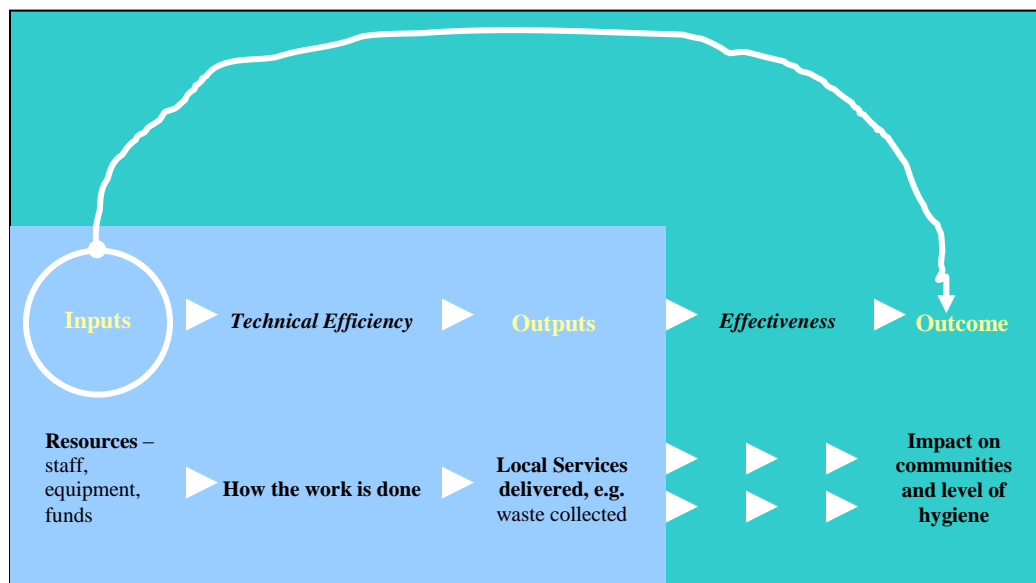 Inputs
Technical Efficiency
Outputs
Effectiveness
Outcome
Resources –
staff,
equipment,
funds
How the work is done
Local Services
delivered, e.g.
waste collected
Impact on
communities
and level of
hygiene